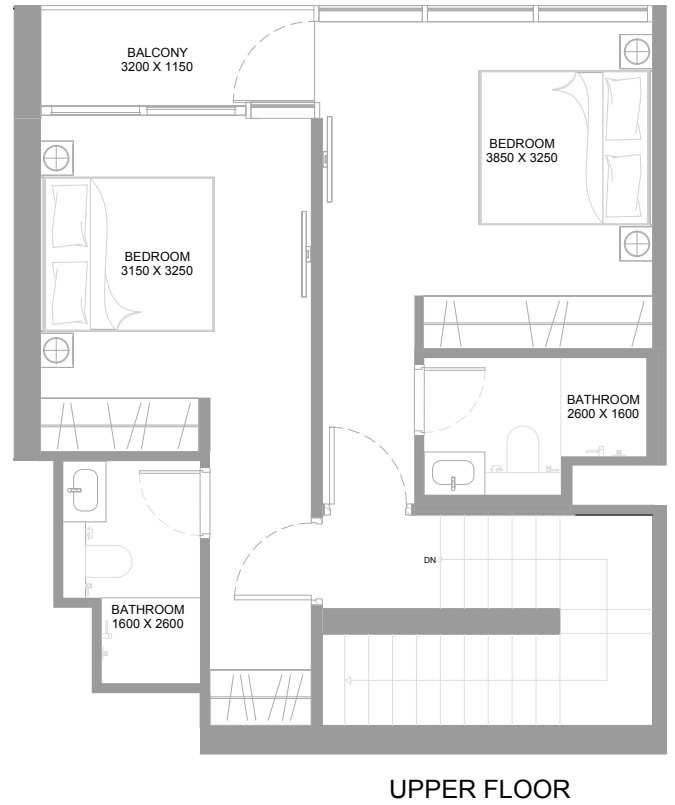 BALCONY
3200 X 1150
BEDROOM
3850 X 3250
BEDROOM
3150 X 3250
BATHROOM
2600 X 1600
DN
BATHROOM
1600 X 2600
UPPER FLOOR